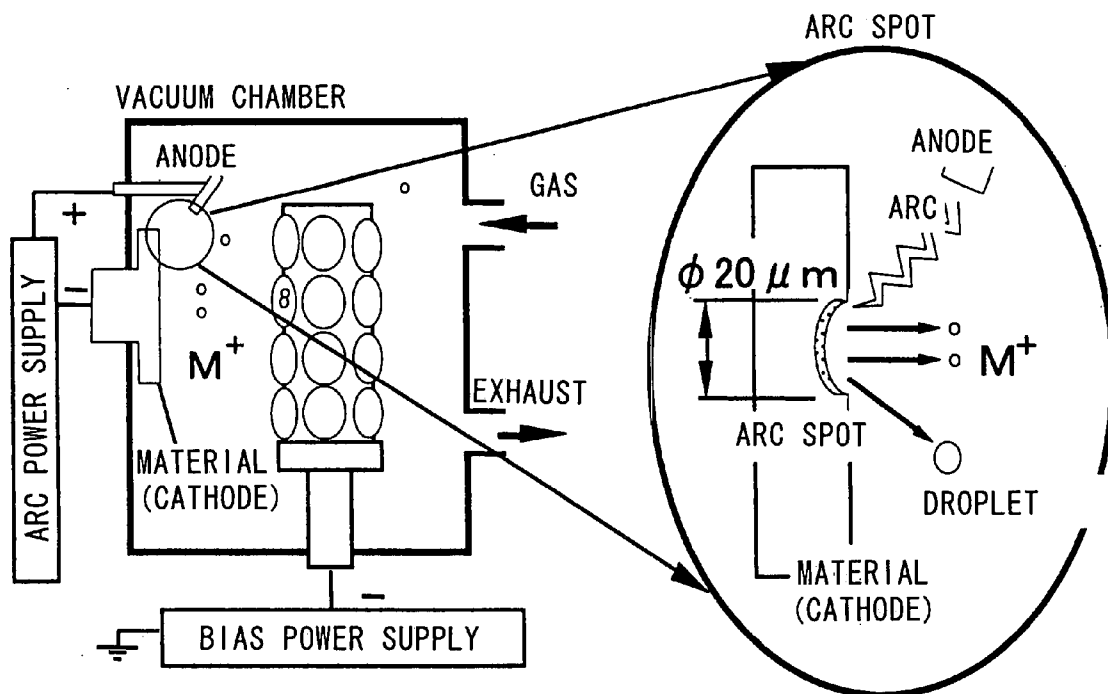 ARC SPOT
VACUUM CHAMBER
ANODE
GAS
+
-
ARC POWER SUPPLY
8
M+
EXHAUST
MATERIAL
(CATHODE)
-
BIAS POWER SUPPLY
ANODE
ARC
φ 20 μm
M+
ARC SPOT
DROPLET
MATERIAL
(CATHODE)